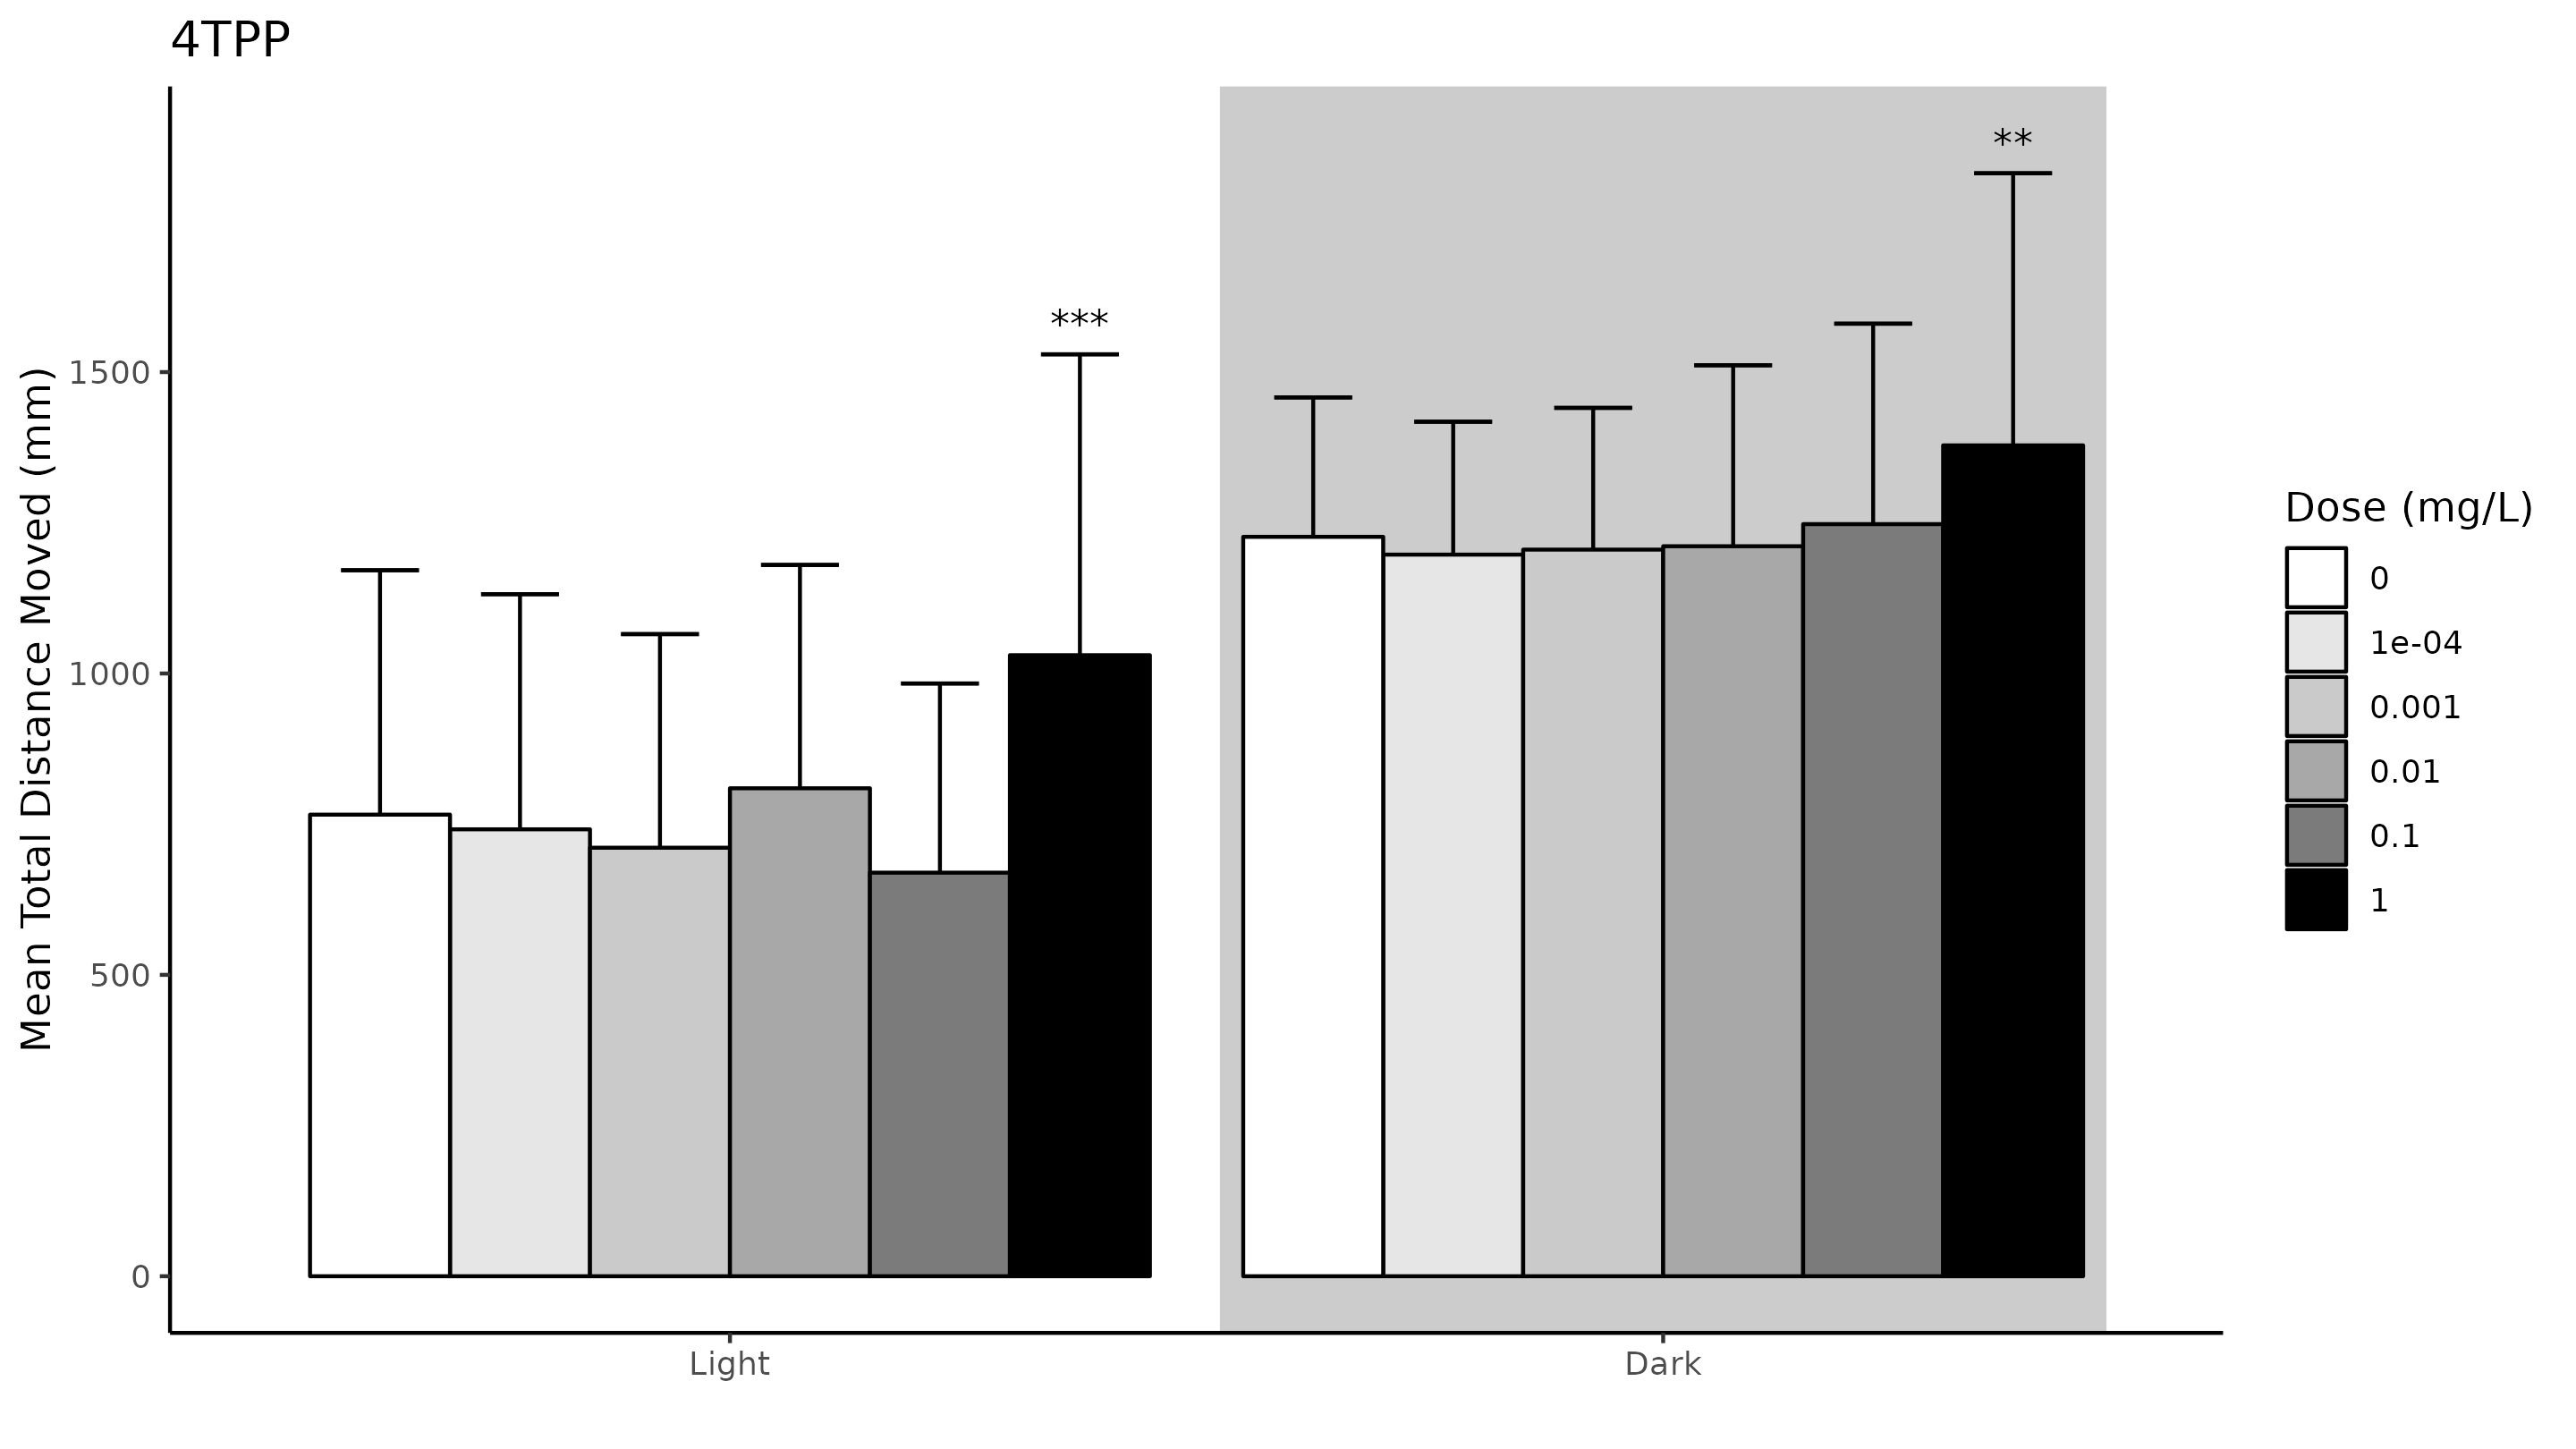 4TPP
Mean Total Distance Moved (mm)
1500
1000
500
0
***
**
Light
Dark
Dose (mg/L)
0
1e-04
0.001
0.01
0.1
1